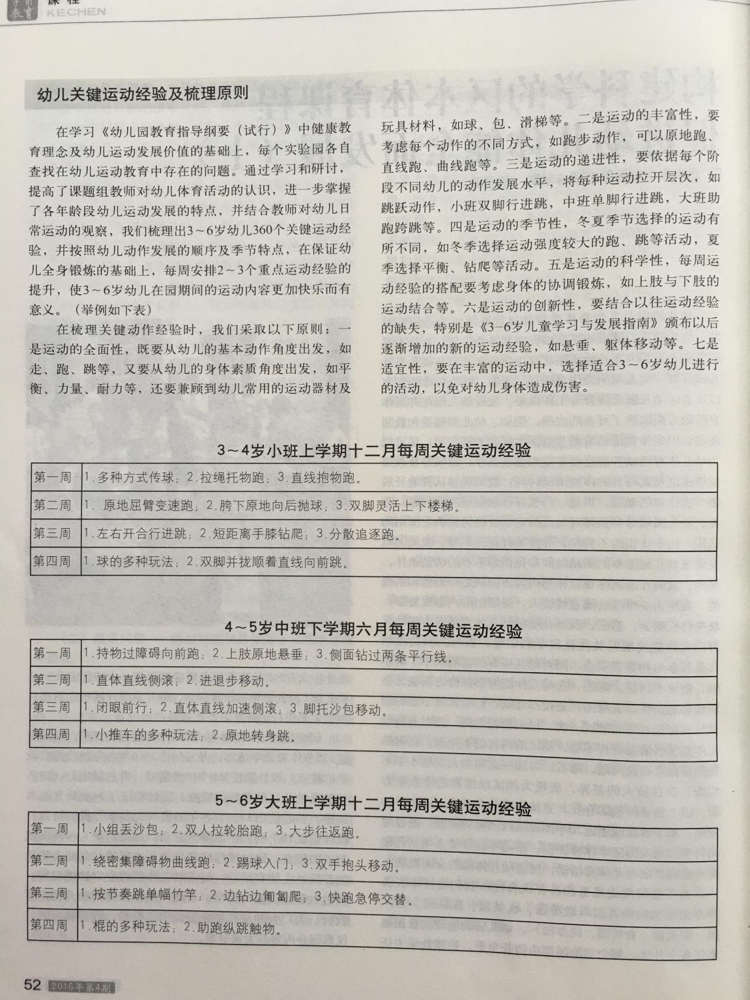 课程
教育
KECHEN
幼儿关键运动经验及梳理原则
在学习《幼儿园教育指导纲要（试行）》中健康教
育理念及幼儿运动发展价值的基础上，每个实验园各自
查找在幼儿运动教育中存在的问题。通过学习和研讨，
提高了课题组教师对幼儿体育活动的认识，进一步掌握
了各年龄段幼儿运动发展的特点，并结合教师对幼儿日
常运动的观察，我们梳理出3～6岁幼儿360个关键运动经
验，并按照幼儿动作发展的顺序及季节特点，在保证幼
儿全身锻炼的基础上，每周安排2～3个重点运动经验的
提升，使3～6岁幼儿在园期间的运动内容更加快乐而有
意义。（举例如下表）
在梳理关键动作经验时，我们采取以下原则：一
是运动的全面性，既要从幼儿的基本动作角度出发，如
走、跑、跳等，又要从幼儿的身体素质角度出发，如平
衡、力量、耐力等，还要兼顾到幼儿常用的运动器材及
玩具材料，如球、包、滑梯等。二是运动的丰富性，要
考虑每个动作的不同方式，如跑步动作，可以原地跑、
直线跑、曲线跑等。三是运动的递进性，要依据每个阶
段不同幼儿的动作发展水平，将每种运动拉开层次，如
跳跃动作，小班双脚行进跳，中班单脚行进跳，大班助
跑跨跳等。四是运动的季节性，冬夏季节选择的运动有
所不同，如冬季选择运动强度较大的跑、跳等活动，夏
季选择平衡、钻爬等活动。五是运动的科学性，每周运
动经验的搭配要考虑身体的协调锻炼，如上肢与下肢的
运动结合等。六是运动的创新性，要结合以往运动经验
的缺失，特别是《3-6岁儿童学习与发展指南》颁布以后
逐渐增加的新的运动经验，如悬垂、躯体移动等。七是
适宜性，要在丰富的运动中，选择适合3～6岁幼儿进行
的活动，以免对幼儿身体造成伤害。
3～4岁小班上学期十二月每周关键运动经验
第一周 1.多种方式传球；2.拉绳托物跑；3.直线抱物跑。
第二周 1. 原地屈臂变速跑；2.胯下原地向后抛球；3.双脚灵活上下楼梯。
第三周 1.左右开合行进跳；2.短距离手膝钻爬；3.分散追逐跑。
第四周 1.球的多种玩法；2.双脚并拢顺着直线向前跳。
4～5岁中班下学期六月每周关键运动经验
第一周 1.持物过障碍向前跑；2.上肢原地悬垂；3.侧面钻过两条平行线。
第二周 1.直体直线侧滚；2.进退步移动。
第三周 1.闭眼前行；2.直体直线加速侧滚；3.脚托沙包移动。
第四周 1.小推车的多种玩法；2.原地转身跳。
5～6岁大班上学期十二月每周关键运动经验
第一周 1.小组丢沙包；2.双人拉轮胎跑；3.大步往返跑。
第二周 1.绕密集障碍物曲线跑；2.踢球入门；3.双手抱头移动。
第三周 1.按节奏跳单幅竹竿；2.边钻边匍匐爬；3.快跑急停交替。
第四周 1.棍的多种玩法；2.助跑纵跳触物。
52 2016年第4期